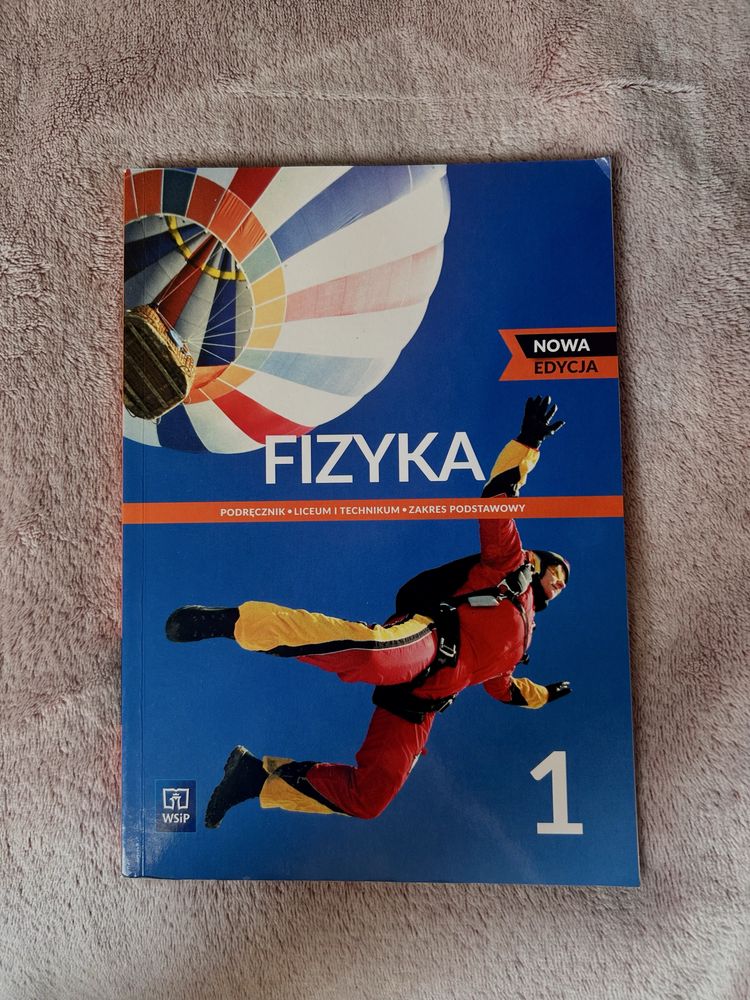 NOWA
EDYCJA
FIZYKA
PODRĘCZNIK • LICEUM I TECHNIKUM • ZAKRES PODSTAWOWY
1
WSiP